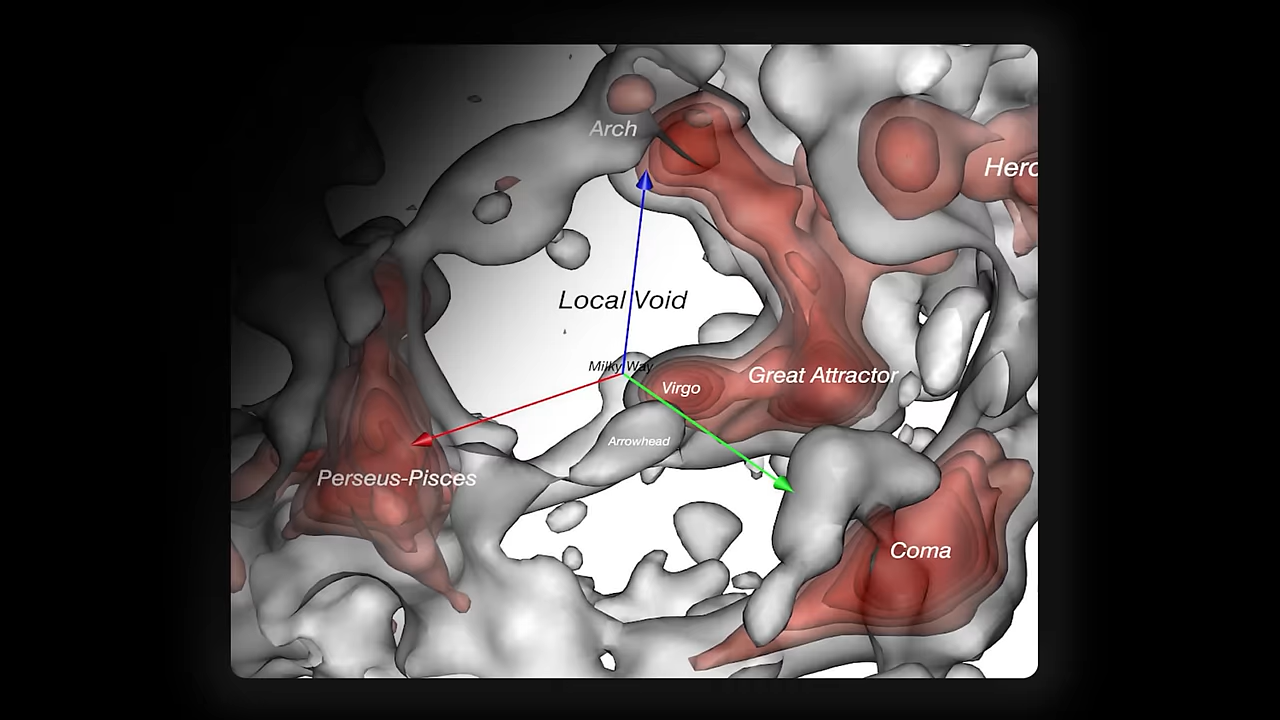 Arch
Herc
Local Void
Milky Way
Great Attractor
Virgo
Arrowhead
Perseus-Pisces
Coma